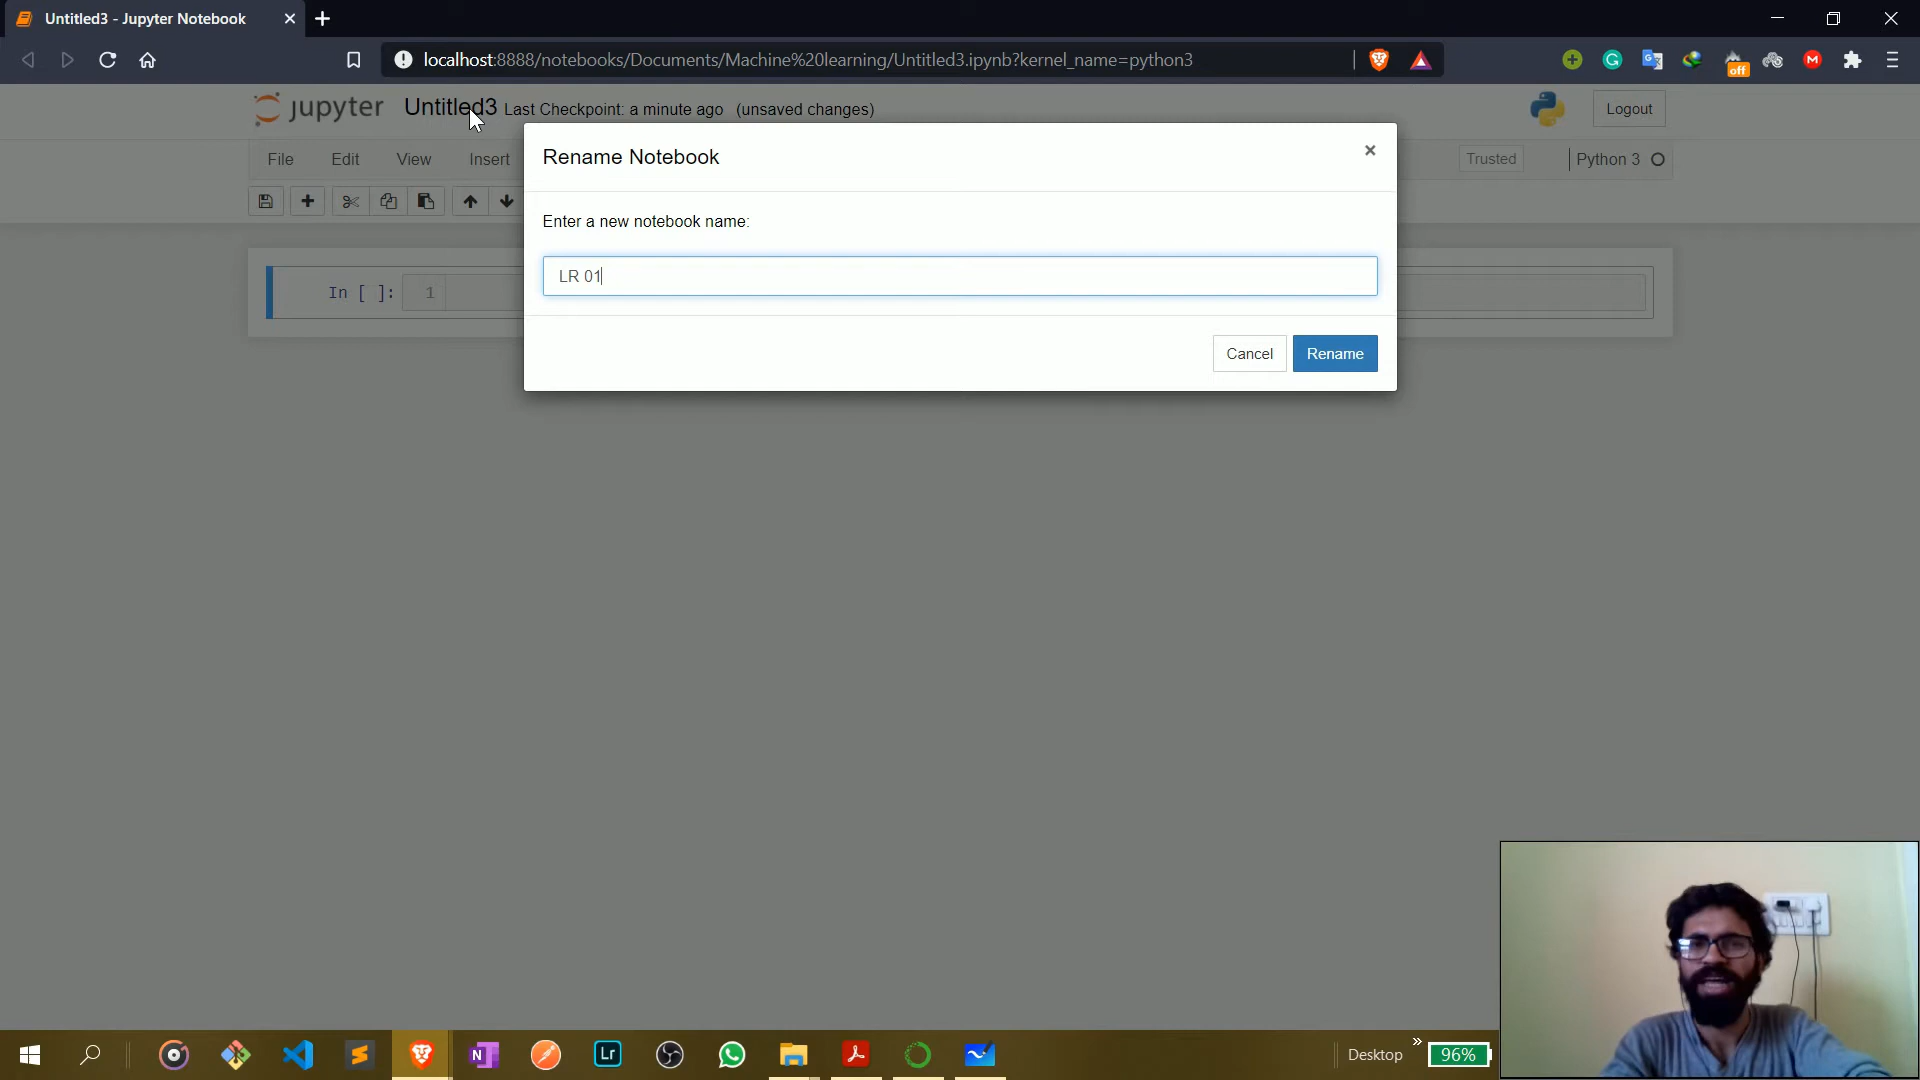 Untitled3 - Jupyter Notebook
localhost:8888/notebooks/Documents/Machine%20learning/Untitled3.ipynb?kernel_name=python3
off
jupyter Untitled3 Last Checkpoint: a minute ago (unsaved changes)
Logout
File Edit View Insert
Trusted
Python 3
Rename Notebook
×
Enter a new notebook name:
LR 01
Cancel
Rename
In [ ]: 1
N
Lr
Desktop
»
96%